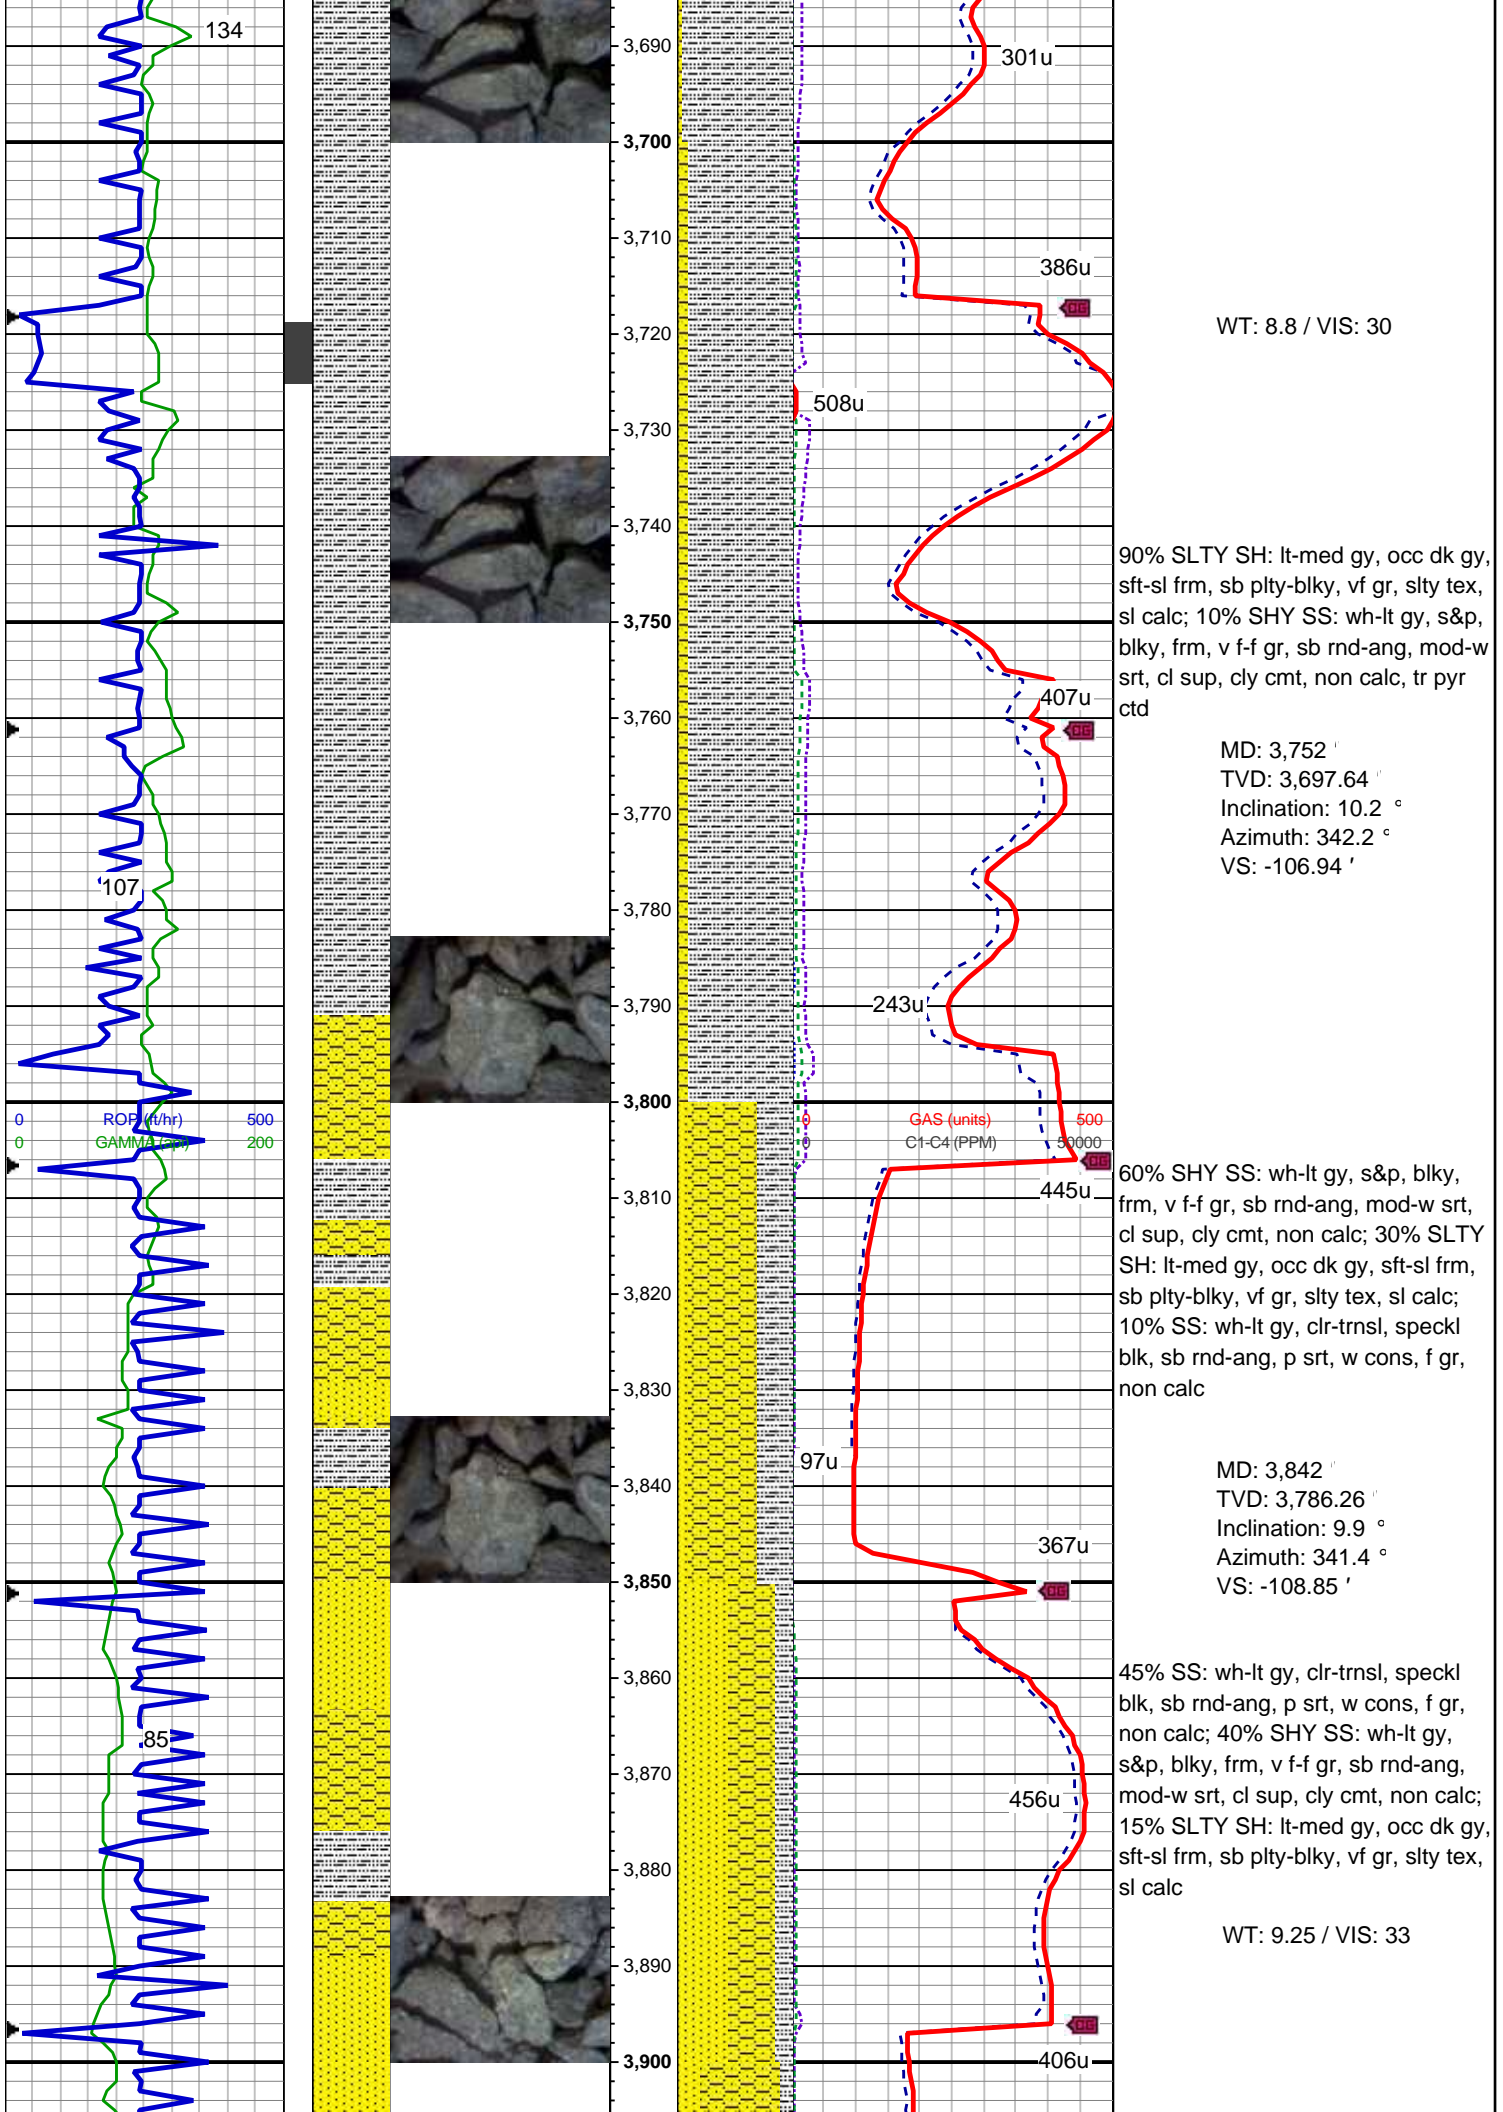 134
3,690
301u
3,700
3,710
386u
CG
3,720
WT: 8.8 / VIS: 30
508u
3,730
3,740
90% SLTY SH: lt-med gy, occ dk gy,
sft-sl frm, sb plty-blky, vf gr, slty tex,
sl calc; 10% SHY SS: wh-lt gy, s&p,
blky, frm, v f-f gr, sb rnd-ang, mod-w
srt, cl sup, cly cmt, non calc, tr pyr
ctd
3,750
407u
3,760
CG
MD: 3,752 '
TVD: 3,697.64 '
Inclination: 10.2 °
Azimuth: 342.2 °
VS: -106.94 '
3,770
107
3,780
3,790
243u
3,800
0 ROP (ft/hr) 500
0 GAMMA (api) 200
0 GAS (units) 500
0 C1-C4 (PPM) 50000
CG
445u
3,810
60% SHY SS: wh-lt gy, s&p, blky,
frm, v f-f gr, sb rnd-ang, mod-w srt,
cl sup, cly cmt, non calc; 30% SLTY
SH: lt-med gy, occ dk gy, sft-sl frm,
sb plty-blky, vf gr, slty tex, sl calc;
10% SS: wh-lt gy, clr-trnsl, speckl
blk, sb rnd-ang, p srt, w cons, f gr,
non calc
3,820
3,830
97u
3,840
MD: 3,842 '
TVD: 3,786.26 '
Inclination: 9.9 °
Azimuth: 341.4 °
VS: -108.85 '
367u
3,850
CG
3,860
45% SS: wh-lt gy, clr-trnsl, speckl
blk, sb rnd-ang, p srt, w cons, f gr,
non calc; 40% SHY SS: wh-lt gy,
s&p, blky, frm, v f-f gr, sb rnd-ang,
mod-w srt, cl sup, cly cmt, non calc;
15% SLTY SH: lt-med gy, occ dk gy,
sft-sl frm, sb plty-blky, vf gr, slty tex,
sl calc
85
3,870
456u
3,880
WT: 9.25 / VIS: 33
3,890
CG
3,900
406u